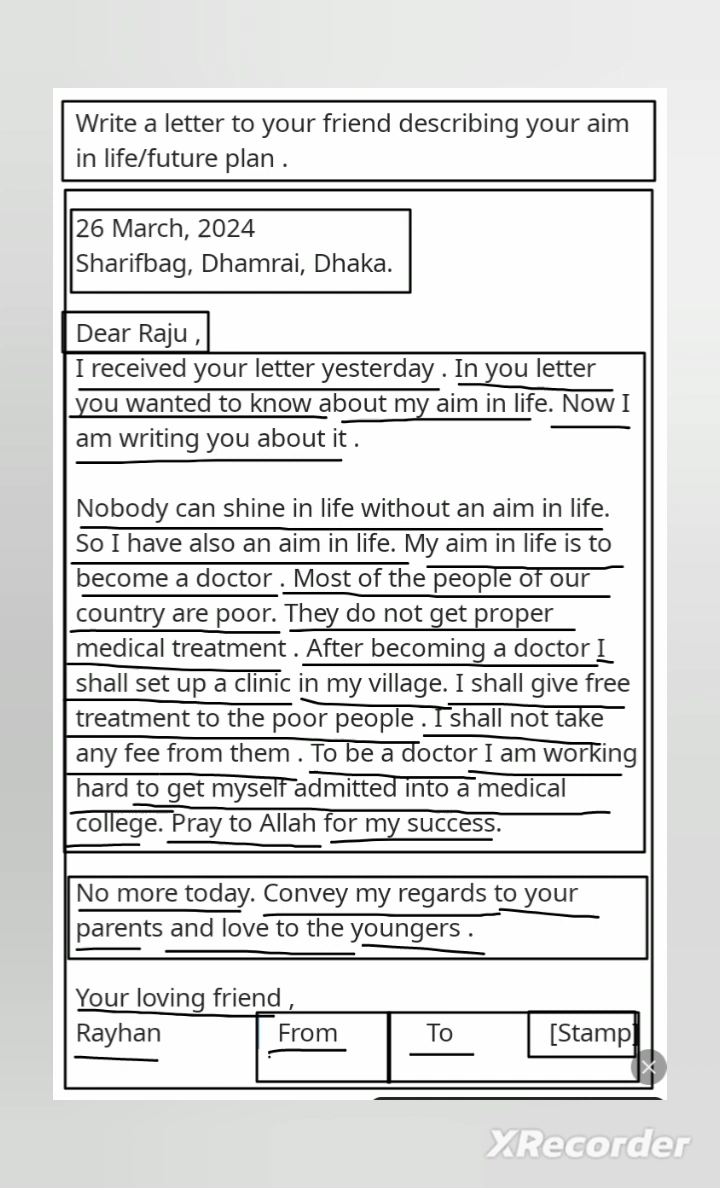 Write a letter to your friend describing your aim
in life/future plan .
26 March, 2024
Sharifbag, Dhamrai, Dhaka.
Dear Raju ,
I received your letter yesterday . In you letter
you wanted to know about my aim in life. Now I
am writing you about it .
Nobody can shine in life without an aim in life.
So I have also an aim in life. My aim in life is to
become a doctor . Most of the people of our
country are poor. They do not get proper
medical treatment . After becoming a doctor I
shall set up a clinic in my village. I shall give free
treatment to the poor people . I shall not take
any fee from them . To be a doctor I am working
hard to get myself admitted into a medical
college. Pray to Allah for my success.
No more today. Convey my regards to your
parents and love to the youngers .
Your loving friend ,
Rayhan From To [Stamp]
XRecorder